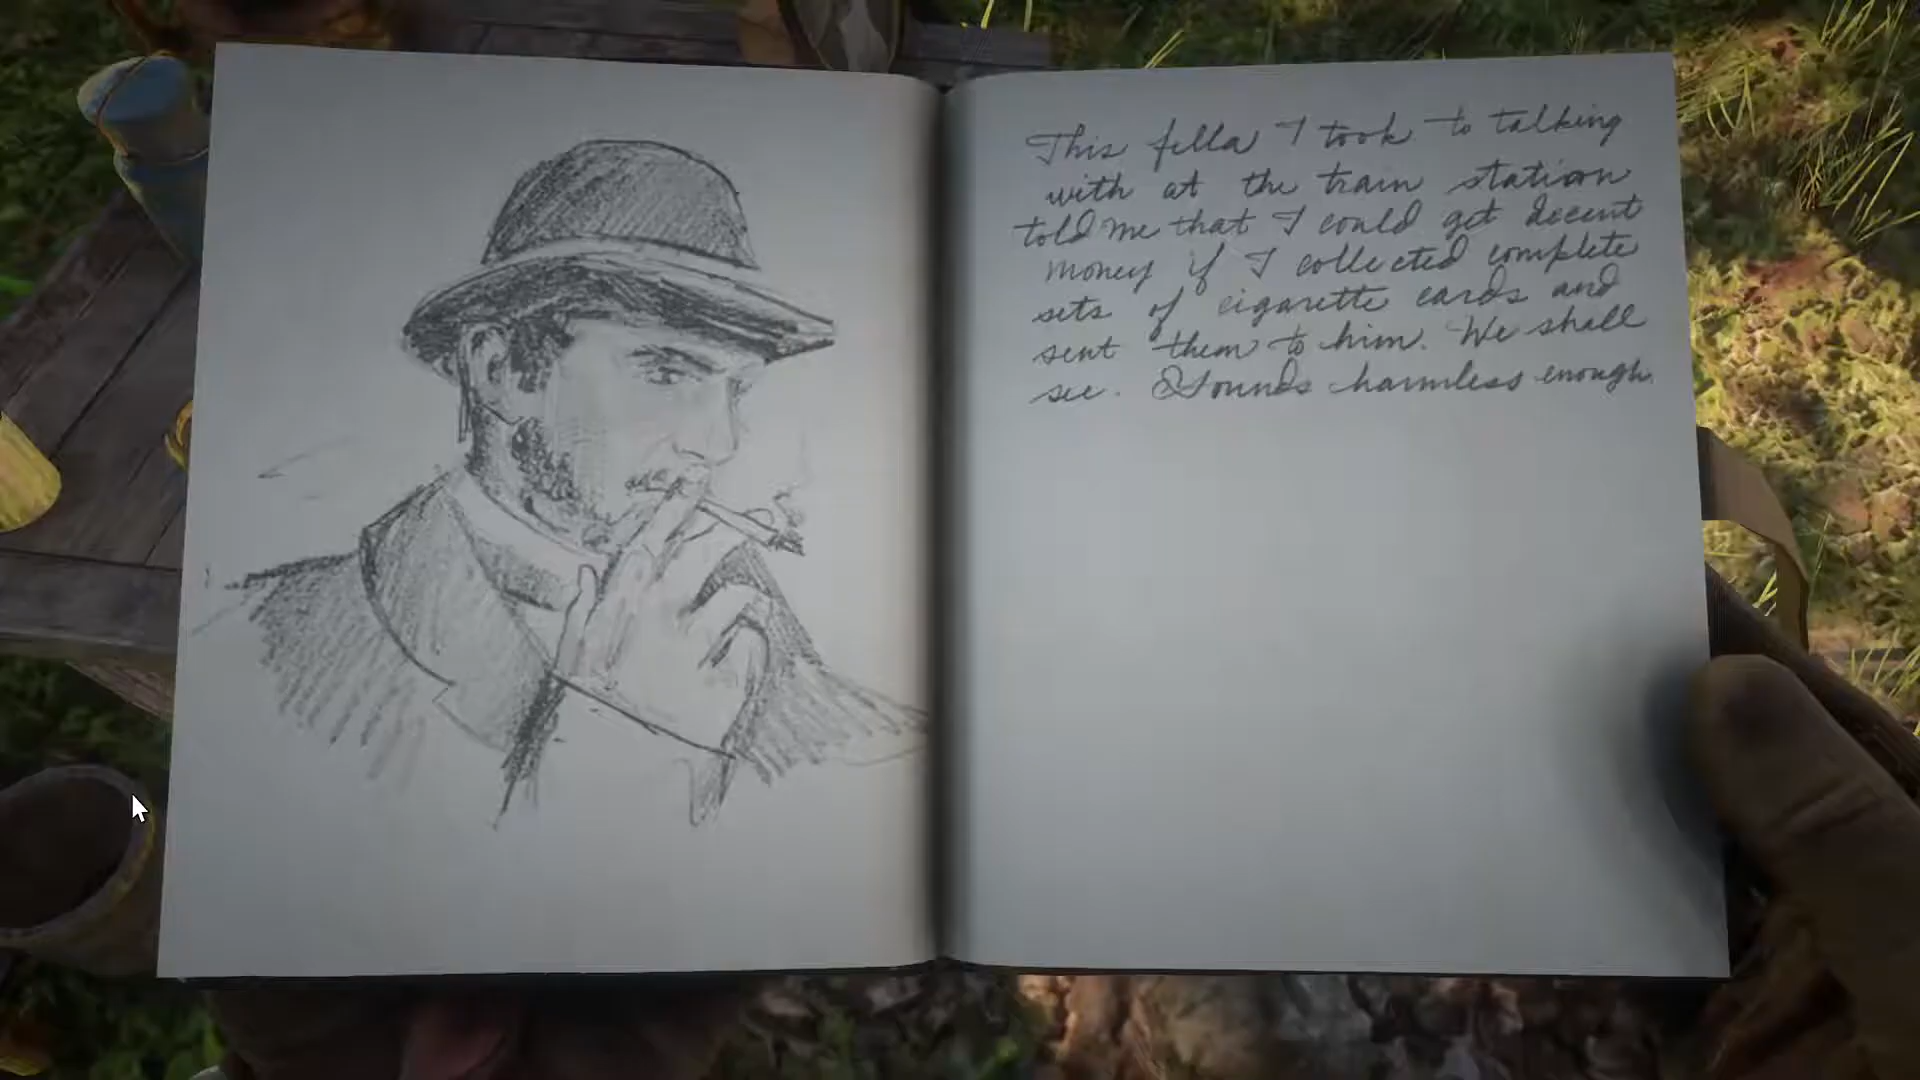 This fella I took to talking
with at the train station
told me that I could get decent
money if I collected complete
sets of cigarette cards and
sent them to him. We shall
see. Sounds harmless enough.